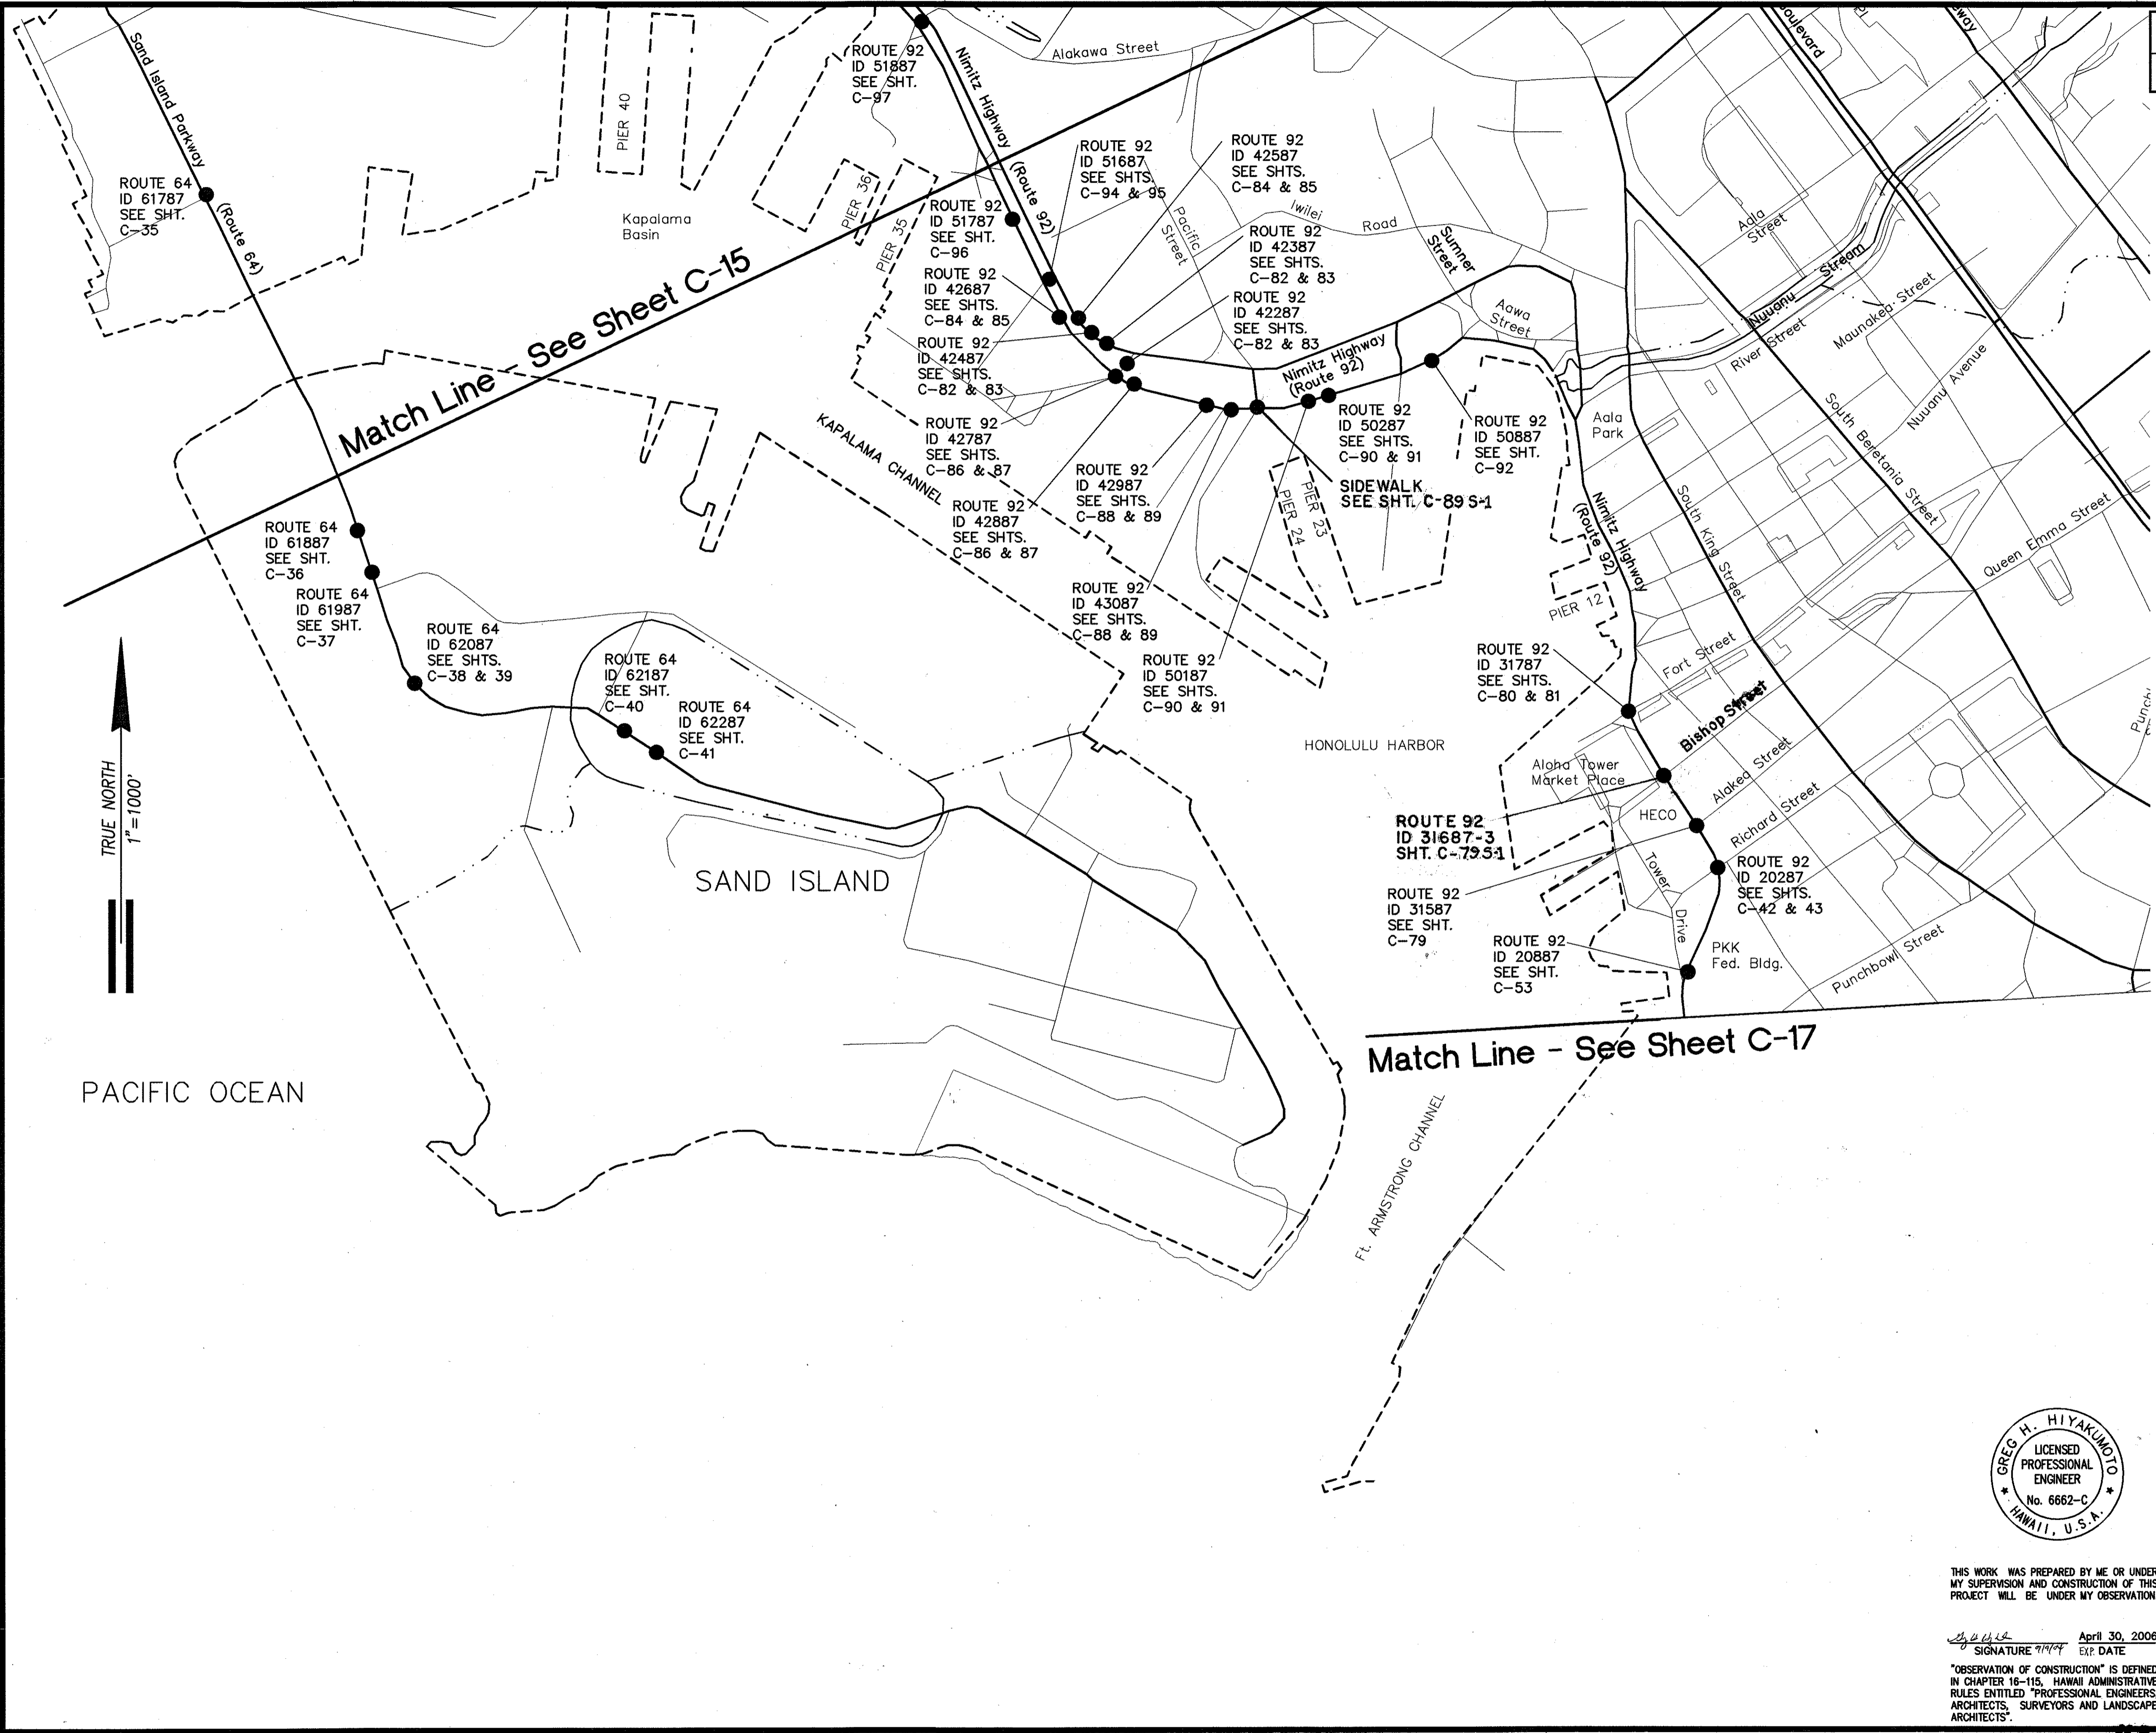 Sand Island Parkway
(Route 64)
ROUTE 64
ID 61787
SEE SHT.
C-35
PIER 40
Kapalama
Basin
PIER 36
PIER 35
ROUTE 92
ID 51887
SEE SHT.
C-97
Nimitz Highway
(Route 92)
Alakawa Street
ROUTE 92
ID 51687
SEE SHTS.
C-94 & 95
ROUTE 92
ID 42587
SEE SHTS.
C-84 & 85
ROUTE 92
ID 51787
SEE SHT.
C-96
Pacific
Street
Iwilei
Road
Sumner
Street
ROUTE 92
ID 42387
SEE SHTS.
C-82 & 83
ROUTE 92
ID 42687
SEE SHTS.
C-84 & 85
ROUTE 92
ID 42287
SEE SHTS.
C-82 & 83
ROUTE 92
ID 42487
SEE SHTS.
C-82 & 83
Nimitz Highway
(Route 92)
Aawa
Street
Aala
Street
Nuuanu
Stream
River Street
Maunakea Street
Nuuanu Avenue
South Beretania Street
Queen Emma Street
Aala
Park
Match Line - See Sheet C-15
KAPALAMA CHANNEL
ROUTE 92
ID 42787
SEE SHTS.
C-86 & 87
ROUTE 92
ID 42887
SEE SHTS.
C-86 & 87
ROUTE 92
ID 42987
SEE SHTS.
C-88 & 89
ROUTE 92
ID 43087
SEE SHTS.
C-88 & 89
ROUTE 92
ID 50187
SEE SHTS.
C-90 & 91
ROUTE 92
ID 50287
SEE SHTS.
C-90 & 91
ROUTE 92
ID 50887
SEE SHT.
C-92
SIDEWALK
SEE SHT. C-89 S-1
PIER 24
PIER 23
Nimitz Highway
(Route 92)
South King Street
PIER 12
Fort Street
Bishop Street
Alakea Street
Richard Street
Punchbowl Street
ROUTE 64
ID 61887
SEE SHT.
C-36
ROUTE 64
ID 61987
SEE SHT.
C-37
ROUTE 64
ID 62087
SEE SHTS.
C-38 & 39
ROUTE 64
ID 62187
SEE SHT.
C-40
ROUTE 64
ID 62287
SEE SHT.
C-41
TRUE NORTH
1"=1000'
SAND ISLAND
HONOLULU HARBOR
ROUTE 92
ID 31787
SEE SHTS.
C-80 & 81
Aloha Tower
Market Place
HECO
ROUTE 92
ID 31687-3
SHT. C-79S-1
ROUTE 92
ID 31587
SEE SHT.
C-79
Tower
Drive
ROUTE 92
ID 20287
SEE SHTS.
C-42 & 43
ROUTE 92
ID 20887
SEE SHT.
C-53
PKK
Fed. Bldg.
Match Line - See Sheet C-17
PACIFIC OCEAN
Ft. ARMSTRONG CHANNEL
GREG H. HIYAKUMOTO
LICENSED
PROFESSIONAL
ENGINEER
No. 6662-C
HAWAII, U.S.A.
THIS WORK WAS PREPARED BY ME OR UNDER
MY SUPERVISION AND CONSTRUCTION OF THIS
PROJECT WILL BE UNDER MY OBSERVATION
April 30, 2006
SIGNATURE 7/9/04 EXP. DATE
"OBSERVATION OF CONSTRUCTION" IS DEFINED
IN CHAPTER 16-115, HAWAII ADMINISTRATIVE
RULES ENTITLED "PROFESSIONAL ENGINEERS,
ARCHITECTS, SURVEYORS AND LANDSCAPE
ARCHITECTS".